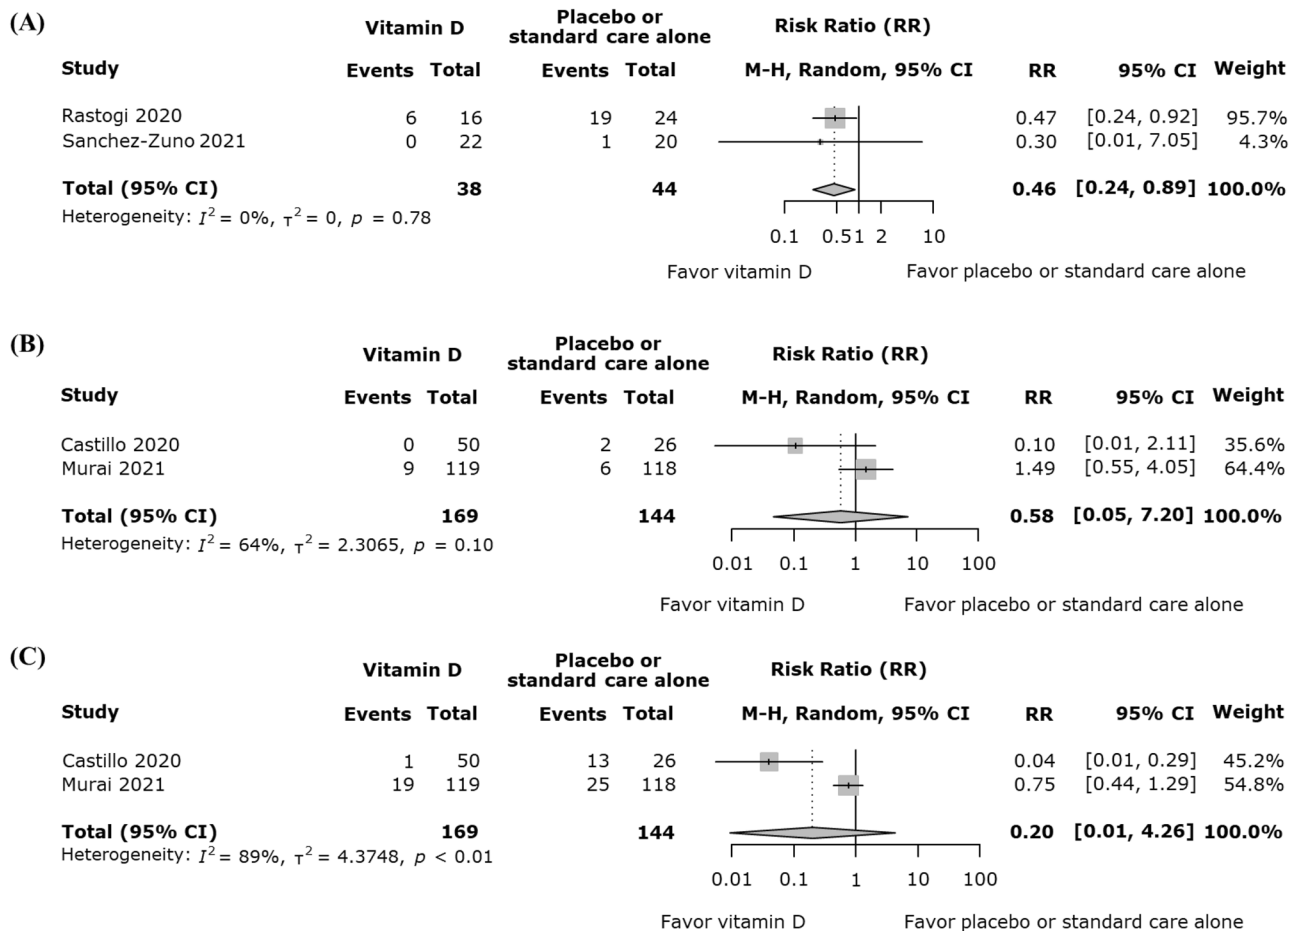 (A)
Vitamin D Placebo or standard care alone Risk Ratio (RR)
Study Events Total Events Total M-H, Random, 95% CI RR 95% CI Weight
Rastogi 2020 6 16 19 24 0.47 [0.24, 0.92] 95.7%
Sanchez-Zuno 2021 0 22 1 20 0.30 [0.01, 7.05] 4.3%
Total (95% CI) 38 44 0.46 [0.24, 0.89] 100.0%
Heterogeneity: I² = 0%, τ² = 0, p = 0.78
0.1 0.5 1 2 10
Favor vitamin D Favor placebo or standard care alone
(B)
Vitamin D Placebo or standard care alone Risk Ratio (RR)
Study Events Total Events Total M-H, Random, 95% CI RR 95% CI Weight
Castillo 2020 0 50 2 26 0.10 [0.01, 2.11] 35.6%
Murai 2021 9 119 6 118 1.49 [0.55, 4.05] 64.4%
Total (95% CI) 169 144 0.58 [0.05, 7.20] 100.0%
Heterogeneity: I² = 64%, τ² = 2.3065, p = 0.10
0.01 0.1 1 10 100
Favor vitamin D Favor placebo or standard care alone
(C)
Vitamin D Placebo or standard care alone Risk Ratio (RR)
Study Events Total Events Total M-H, Random, 95% CI RR 95% CI Weight
Castillo 2020 1 50 13 26 0.04 [0.01, 0.29] 45.2%
Murai 2021 19 119 25 118 0.75 [0.44, 1.29] 54.8%
Total (95% CI) 169 144 0.20 [0.01, 4.26] 100.0%
Heterogeneity: I² = 89%, τ² = 4.3748, p < 0.01
0.01 0.1 1 10 100
Favor vitamin D Favor placebo or standard care alone